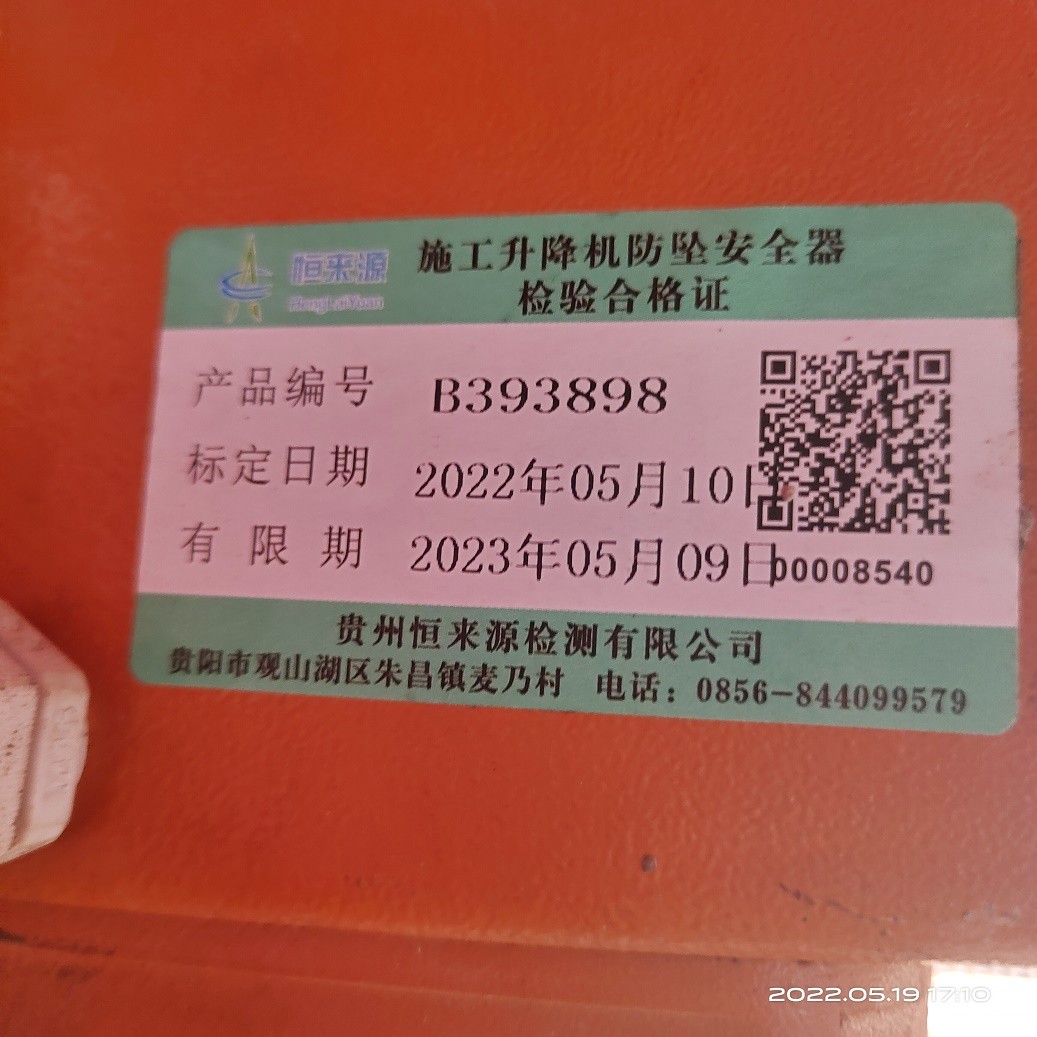 恒来源
HengLaiYuan
施工升降机防坠安全器
检验合格证
产品编号 B393898
标定日期 2022年05月10日
有限期 2023年05月09日
00008540
贵州恒来源检测有限公司
贵阳市观山湖区朱昌镇麦乃村 电话：0856-844099579
2022.05.19 17:10